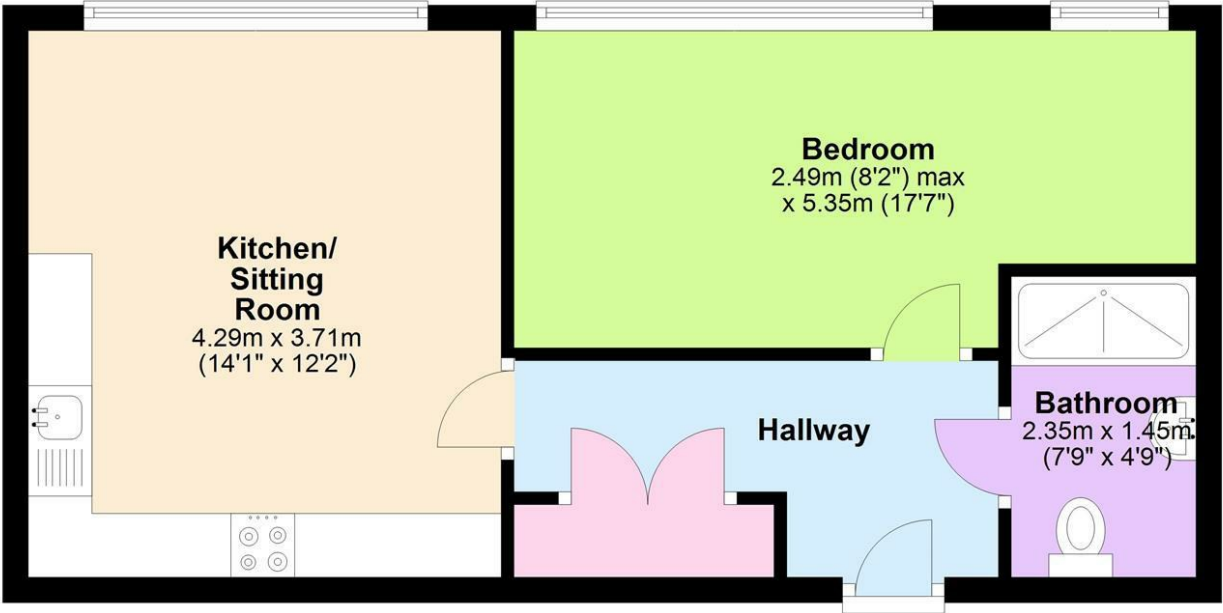 Kitchen/
Sitting
Room
4.29m x 3.71m
(14'1" x 12'2")
Bedroom
2.49m (8'2") max
x 5.35m (17'7")
Hallway
Bathroom
2.35m x 1.45m
(7'9" x 4'9")